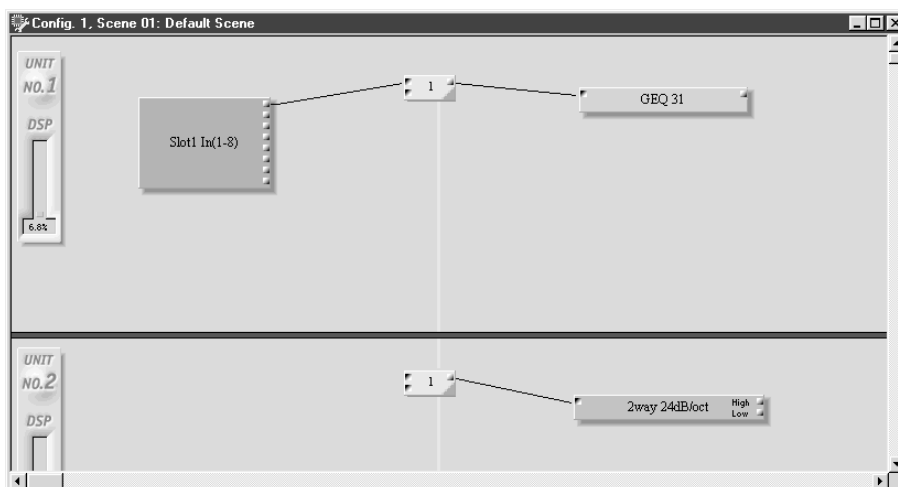 Config. 1, Scene 01: Default Scene
UNIT
NO.1
DSP
6.8%
Slot1 In(1-8)
1
GEQ 31
UNIT
NO.2
DSP
1
2way 24dB/oct
High
Low